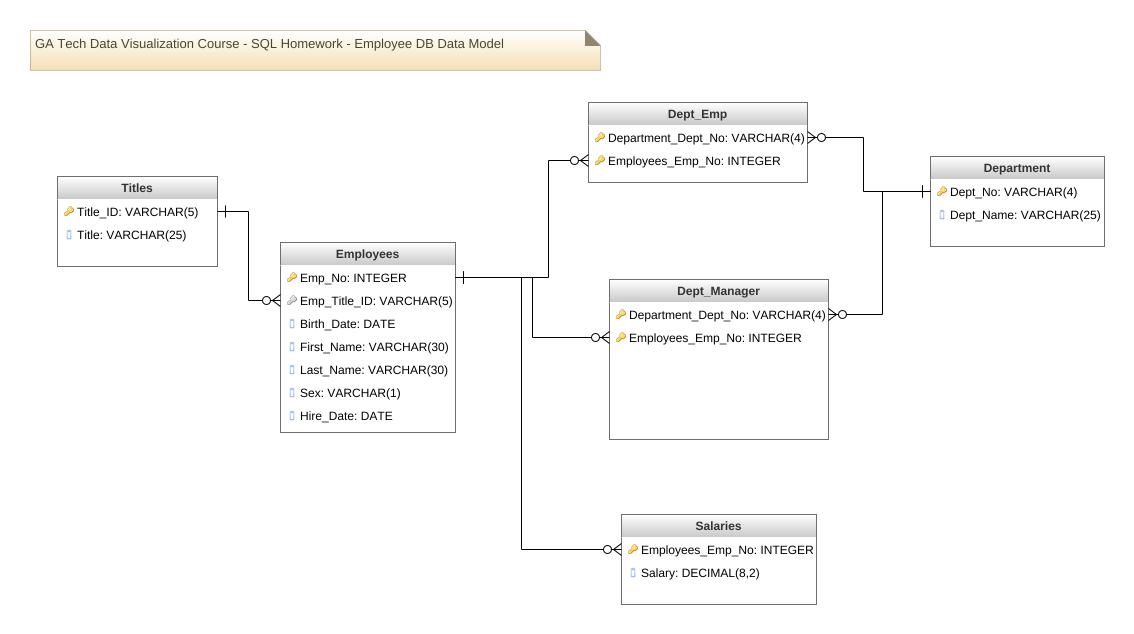 GA Tech Data Visualization Course - SQL Homework - Employee DB Data Model
Titles
Title_ID: VARCHAR(5)
Title: VARCHAR(25)
Employees
Emp_No: INTEGER
Emp_Title_ID: VARCHAR(5)
Birth_Date: DATE
First_Name: VARCHAR(30)
Last_Name: VARCHAR(30)
Sex: VARCHAR(1)
Hire_Date: DATE
Dept_Emp
Department_Dept_No: VARCHAR(4)
Employees_Emp_No: INTEGER
Dept_Manager
Department_Dept_No: VARCHAR(4)
Employees_Emp_No: INTEGER
Salaries
Employees_Emp_No: INTEGER
Salary: DECIMAL(8,2)
Department
Dept_No: VARCHAR(4)
Dept_Name: VARCHAR(25)